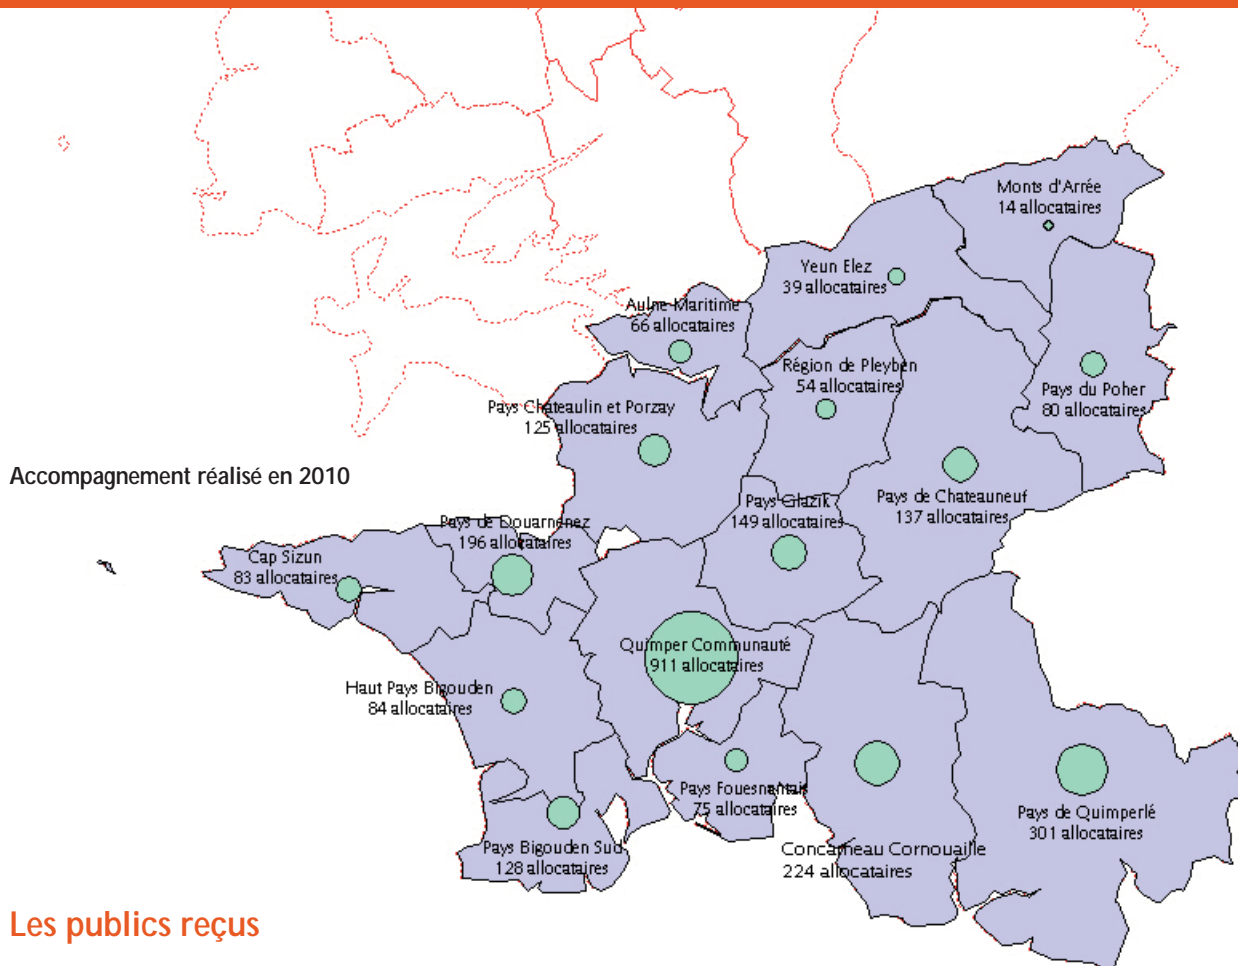 Monts d'Arrée
14 allocataires
Yeun Elez
39 allocataires
Aulne Maritime
66 allocataires
Région de Pleyben
54 allocataires
Pays du Poher
80 allocataires
Pays Chateaulin et Porzay
125 allocataires
Accompagnement réalisé en 2010
Pays Glazik
149 allocataires
Pays de Chateauneuf
137 allocataires
Pays de Douarnenez
196 allocataires
Cap Sizun
83 allocataires
Quimper Communauté
911 allocataires
Haut Pays Bigouden
84 allocataires
Pays Fouesnantais
75 allocataires
Pays de Quimperlé
301 allocataires
Pays Bigouden Sud
128 allocataires
Concarneau Cornouaille
224 allocataires
Les publics reçus